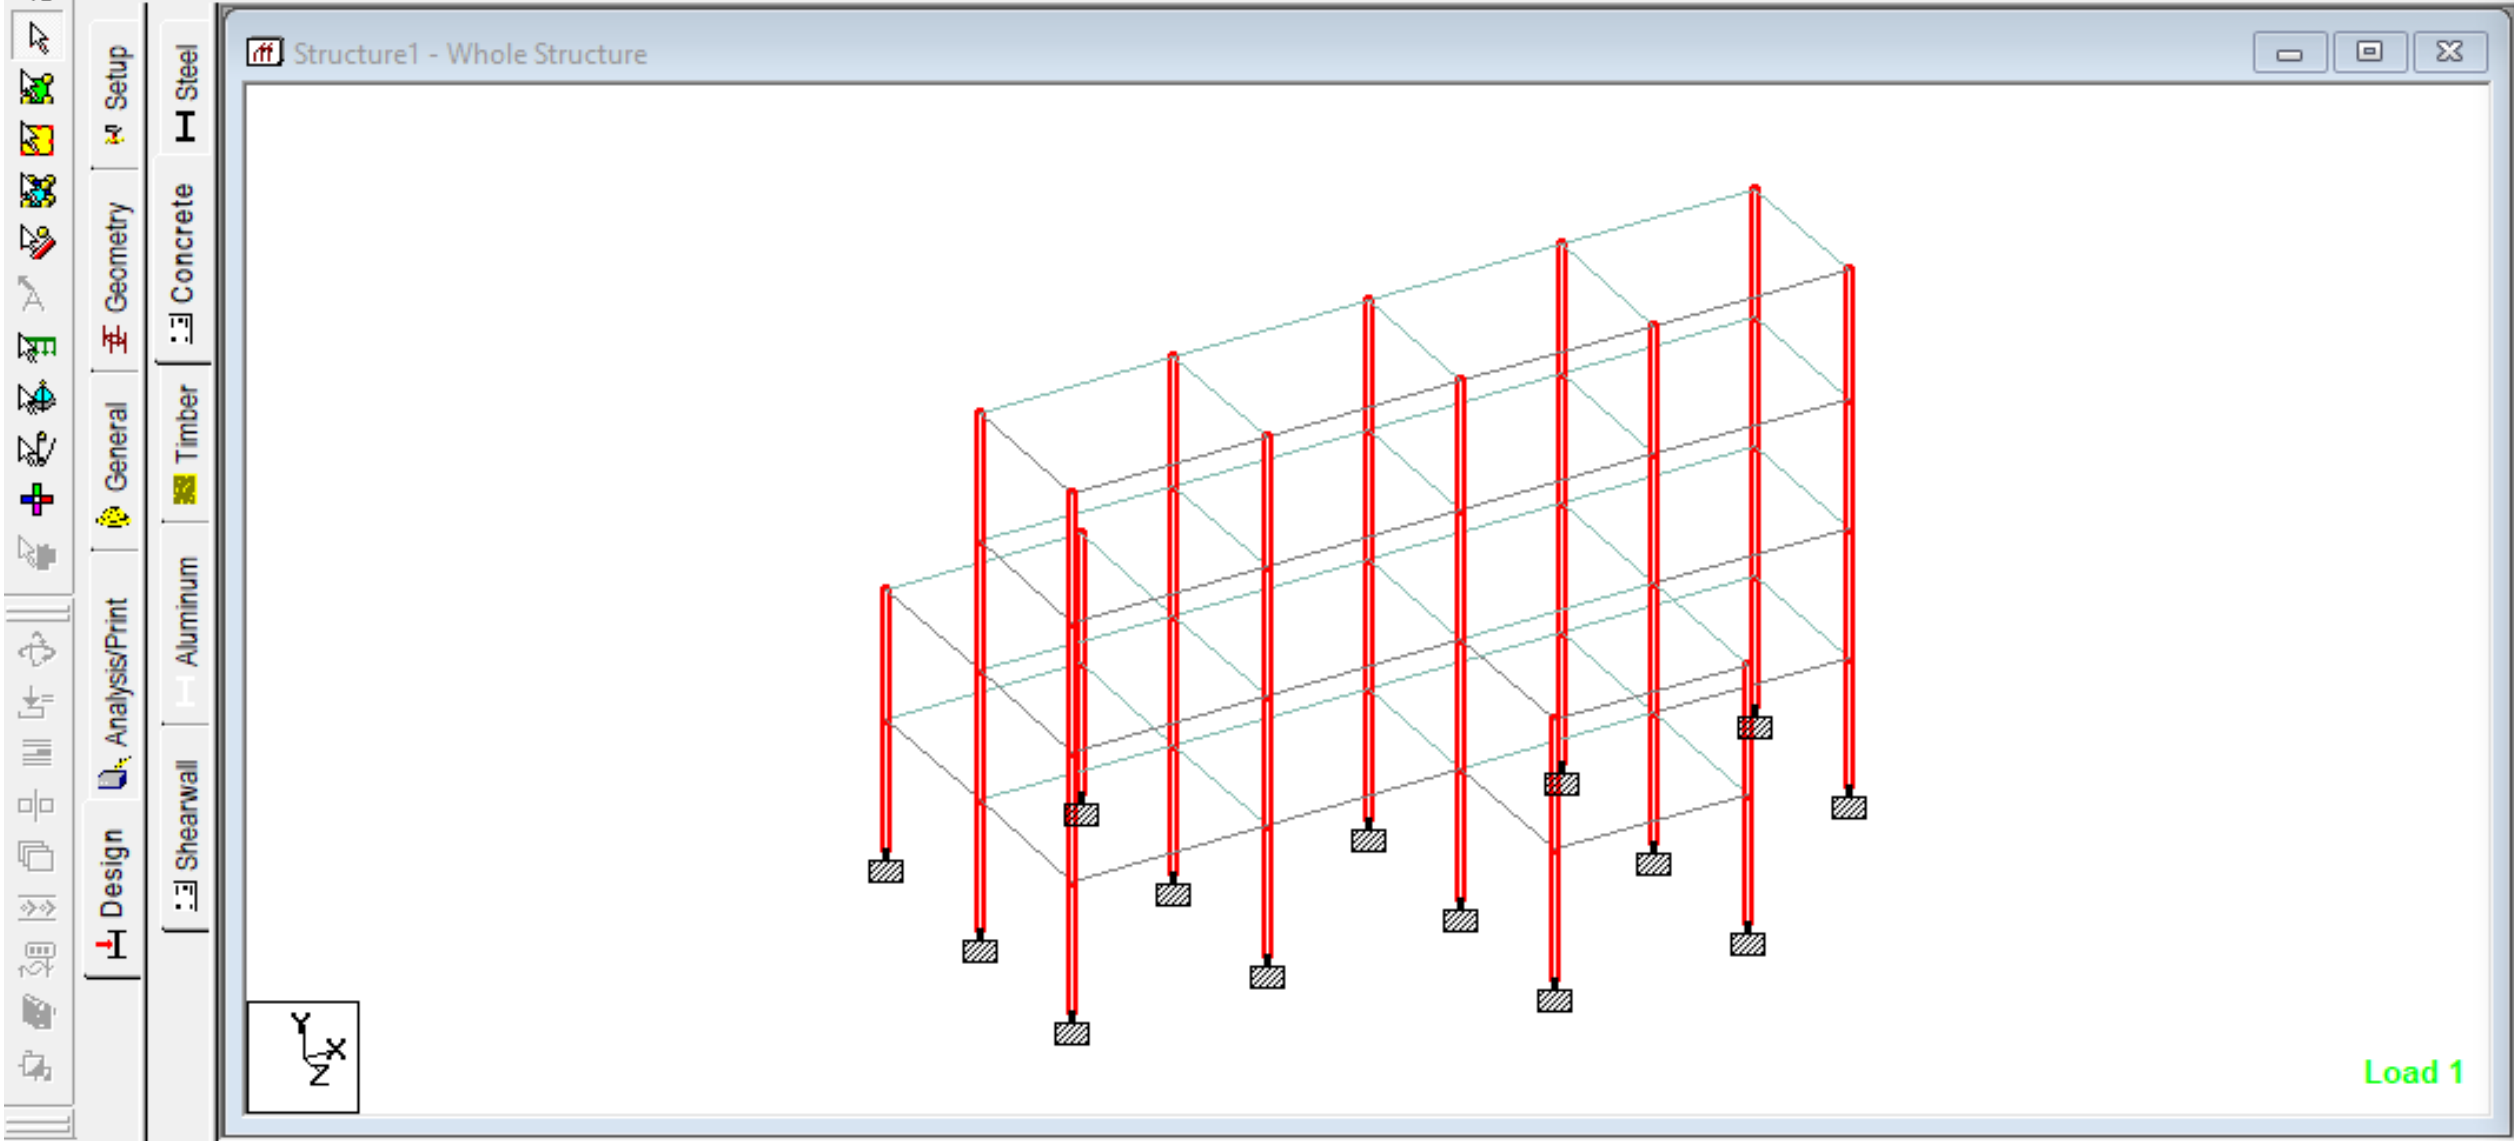 Structure1 - Whole Structure
Setup
Geometry
General
Analysis/Print
Design
Steel
Concrete
Timber
Aluminum
Shearwall
Y
X
Z
Load 1